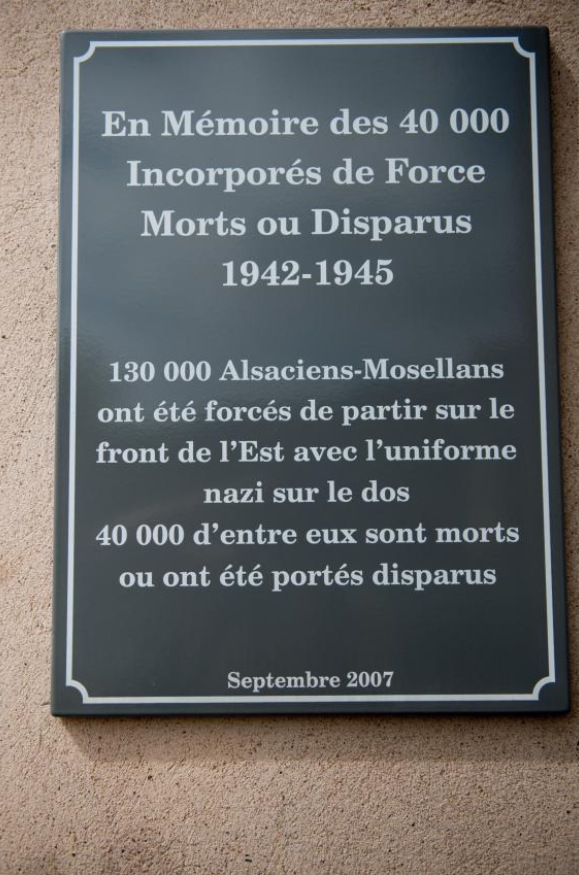 En Mémoire des 40 000
Incorporés de Force
Morts ou Disparus
1942-1945
130 000 Alsaciens-Mosellans
ont été forcés de partir sur le
front de l'Est avec l'uniforme
nazi sur le dos
40 000 d'entre eux sont morts
ou ont été portés disparus
Septembre 2007